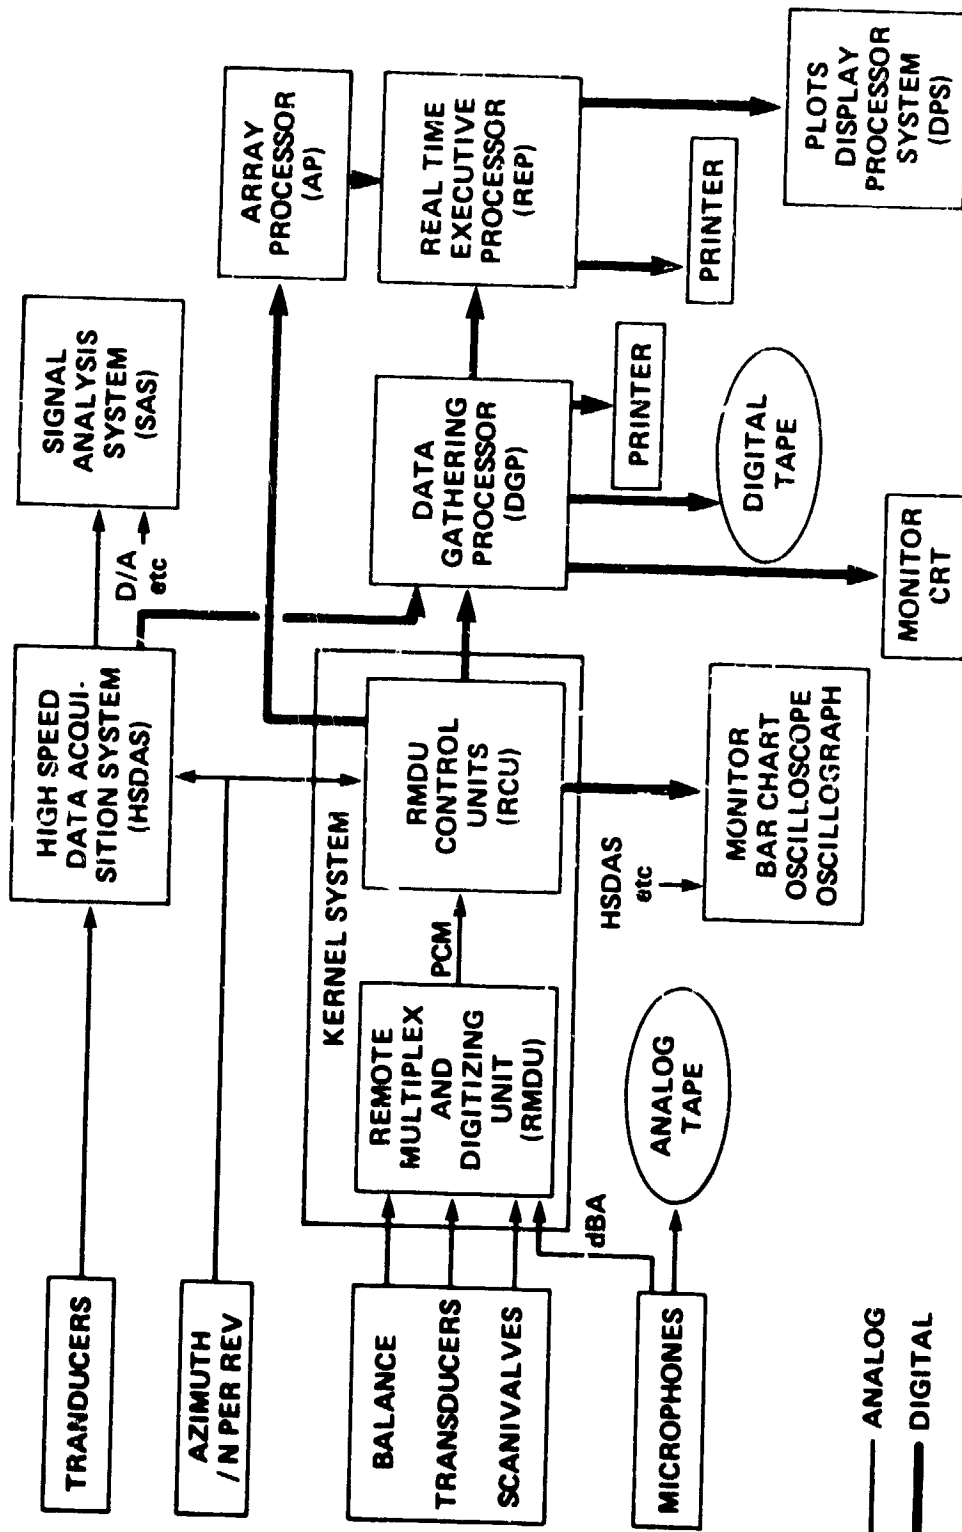 TRANDUCERS
HIGH SPEED
DATA ACQUI-
SITION SYSTEM
(HSDAS)
SIGNAL
ANALYSIS
SYSTEM
(SAS)
D/A
etc
AZIMUTH
/ N PER REV
ARRAY
PROCESSOR
(AP)
KERNEL SYSTEM
BALANCE
TRANSDUCERS
SCANIVALVES
REMOTE
MULTIPLEX
AND
DIGITIZING
UNIT
(RMDU)
PCM
RMDU
CONTROL
UNITS
(RCU)
DATA
GATHERING
PROCESSOR
(DGP)
REAL TIME
EXECUTIVE
PROCESSOR
(REP)
dBA
MICROPHONES
ANALOG
TAPE
HSDAS
etc
MONITOR
BAR CHART
OSCILLOSCOPE
OSCILLOGRAPH
PRINTER
DIGITAL
TAPE
MONITOR
CRT
PRINTER
PLOTS
DISPLAY
PROCESSOR
SYSTEM
(DPS)
ANALOG
DIGITAL